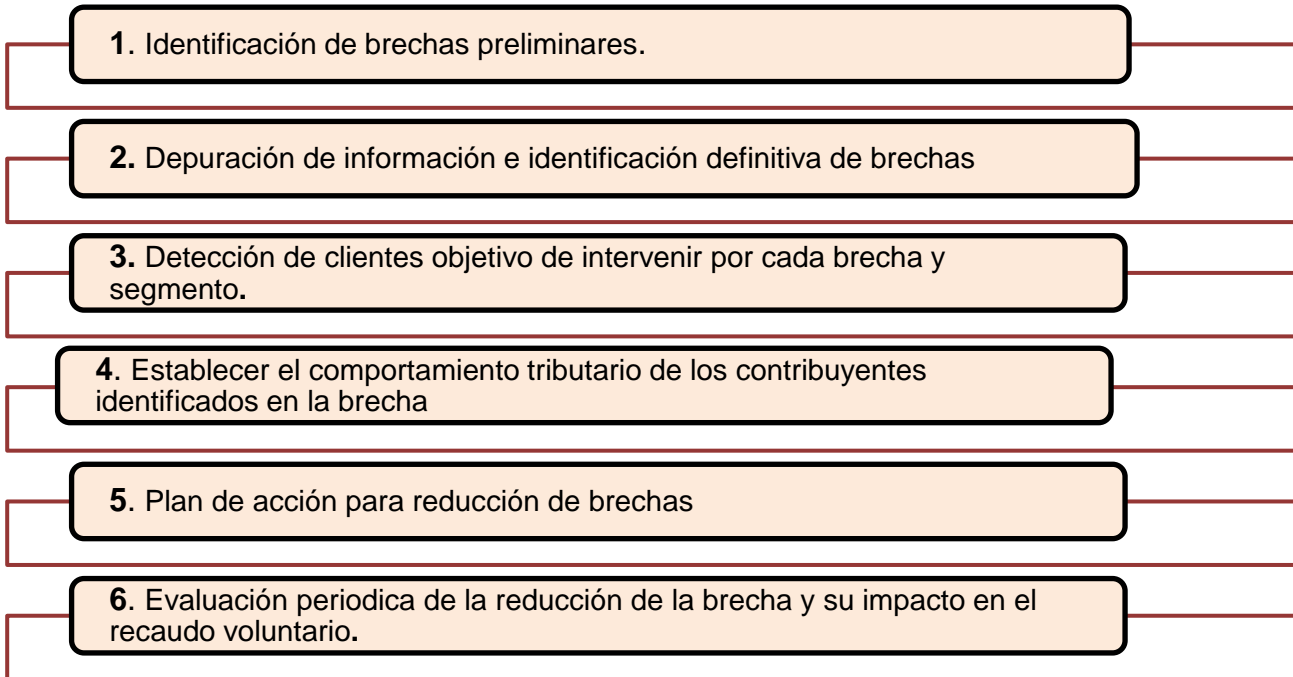 1. Identificación de brechas preliminares.
2. Depuración de información e identificación definitiva de brechas
3. Detección de clientes objetivo de intervenir por cada brecha y
segmento.
4. Establecer el comportamiento tributario de los contribuyentes
identificados en la brecha
5. Plan de acción para reducción de brechas
6. Evaluación periodica de la reducción de la brecha y su impacto en el
recaudo voluntario.